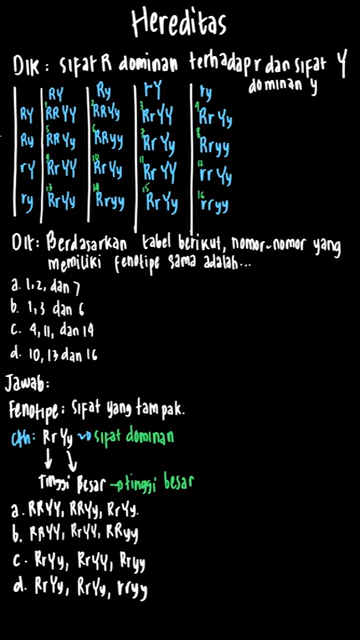 Hereditas
DIK: sifat R dominan terhadap r dan sifat Y
dominan y
RY Ry rY ry
RY 1 RRYY 2 RRYy 3 RrYY 4 RrYy
Ry 5 RRYy 6 RRyy 7 RrYy 8 Rryy
rY 9 RrYY 10 RrYy 11 RrYY 12 rrYy
ry 13 RrYy 14 Rryy 15 RrYy 16 rryy
Dit: Berdasarkan tabel berikut, nomor-nomor yang
memiliki fenotipe sama adalah...
a. 1, 2, dan 7
b. 1, 3 dan 6
c. 4, 11, dan 14
d. 10, 13 dan 16
Jawab:
Fenotipe: sifat yang tampak.
Cth: RrYy → sifat dominan
Tinggi Besar → tinggi besar
a. RRYY, RRYy, RrYy.
b. RRYY, RrYY, RRyy
c. RrYy, RrYY, Rryy
d. RrYy, RrYy, rryy